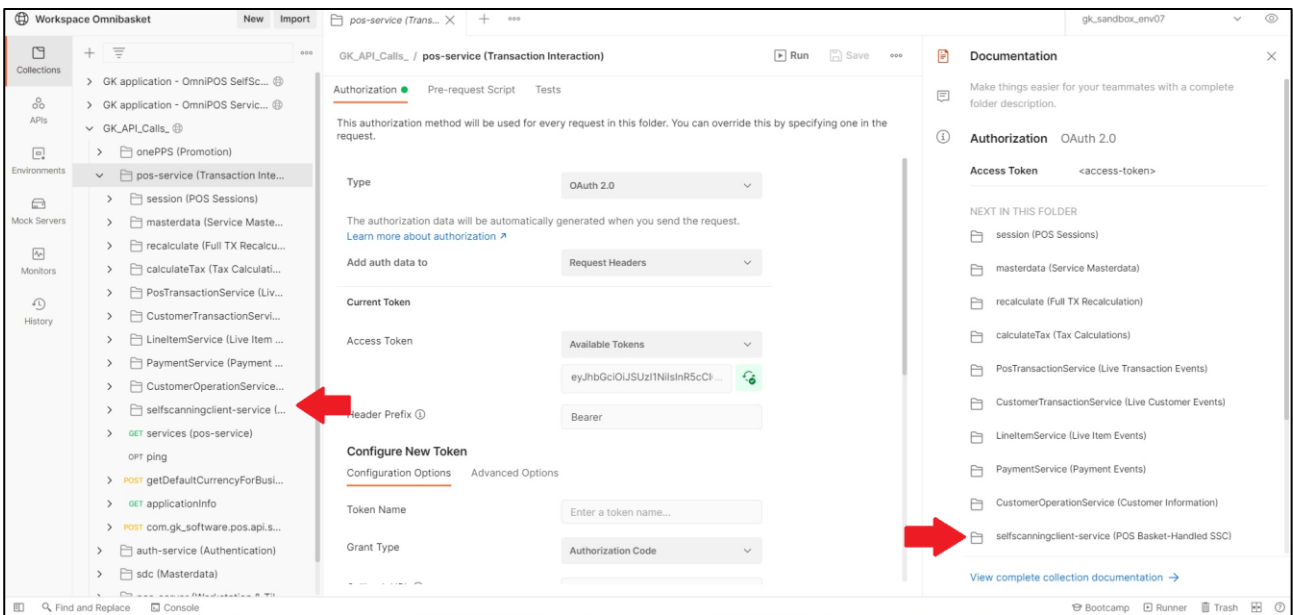 Workspace Omnibasket
New
Import
pos-service (Trans...
gk_sandbox_env07
Collections
APIs
Environments
Mock Servers
Monitors
History
GK application - OmniPOS SelfSc...
GK application - OmniPOS Servic...
GK_API_Calls_
onePPS (Promotion)
pos-service (Transaction Inte...
session (POS Sessions)
masterdata (Service Maste...
recalculate (Full TX Recalcu...
calculateTax (Tax Calculati...
PosTransactionService (Liv...
CustomerTransactionServi...
LineItemService (Live Item ...
PaymentService (Payment ...
CustomerOperationService...
selfscanningclient-service (...
GET services (pos-service)
OPT ping
POST getDefaultCurrencyForBusi...
GET applicationInfo
POST com.gk_software.pos.api.s...
auth-service (Authentication)
sdc (Masterdata)
GK_API_Calls_ / pos-service (Transaction Interaction)
Run
Save
Authorization
Pre-request Script
Tests
This authorization method will be used for every request in this folder. You can override this by specifying one in the
request.
Type
OAuth 2.0
The authorization data will be automatically generated when you send the request.
Learn more about authorization ↗
Add auth data to
Request Headers
Current Token
Access Token
Available Tokens
Header Prefix
Bearer
Configure New Token
Configuration Options
Advanced Options
Token Name
Enter a token name...
Grant Type
Authorization Code
Documentation
Make things easier for your teammates with a complete
folder description.
Authorization OAuth 2.0
Access Token <access-token>
NEXT IN THIS FOLDER
session (POS Sessions)
masterdata (Service Masterdata)
recalculate (Full TX Recalculation)
calculateTax (Tax Calculations)
PosTransactionService (Live Transaction Events)
CustomerTransactionService (Live Customer Events)
LineItemService (Live Item Events)
PaymentService (Payment Events)
CustomerOperationService (Customer Information)
selfscanningclient-service (POS Basket-Handled SSC)
View complete collection documentation →
Find and Replace
Console
Bootcamp
Runner
Trash